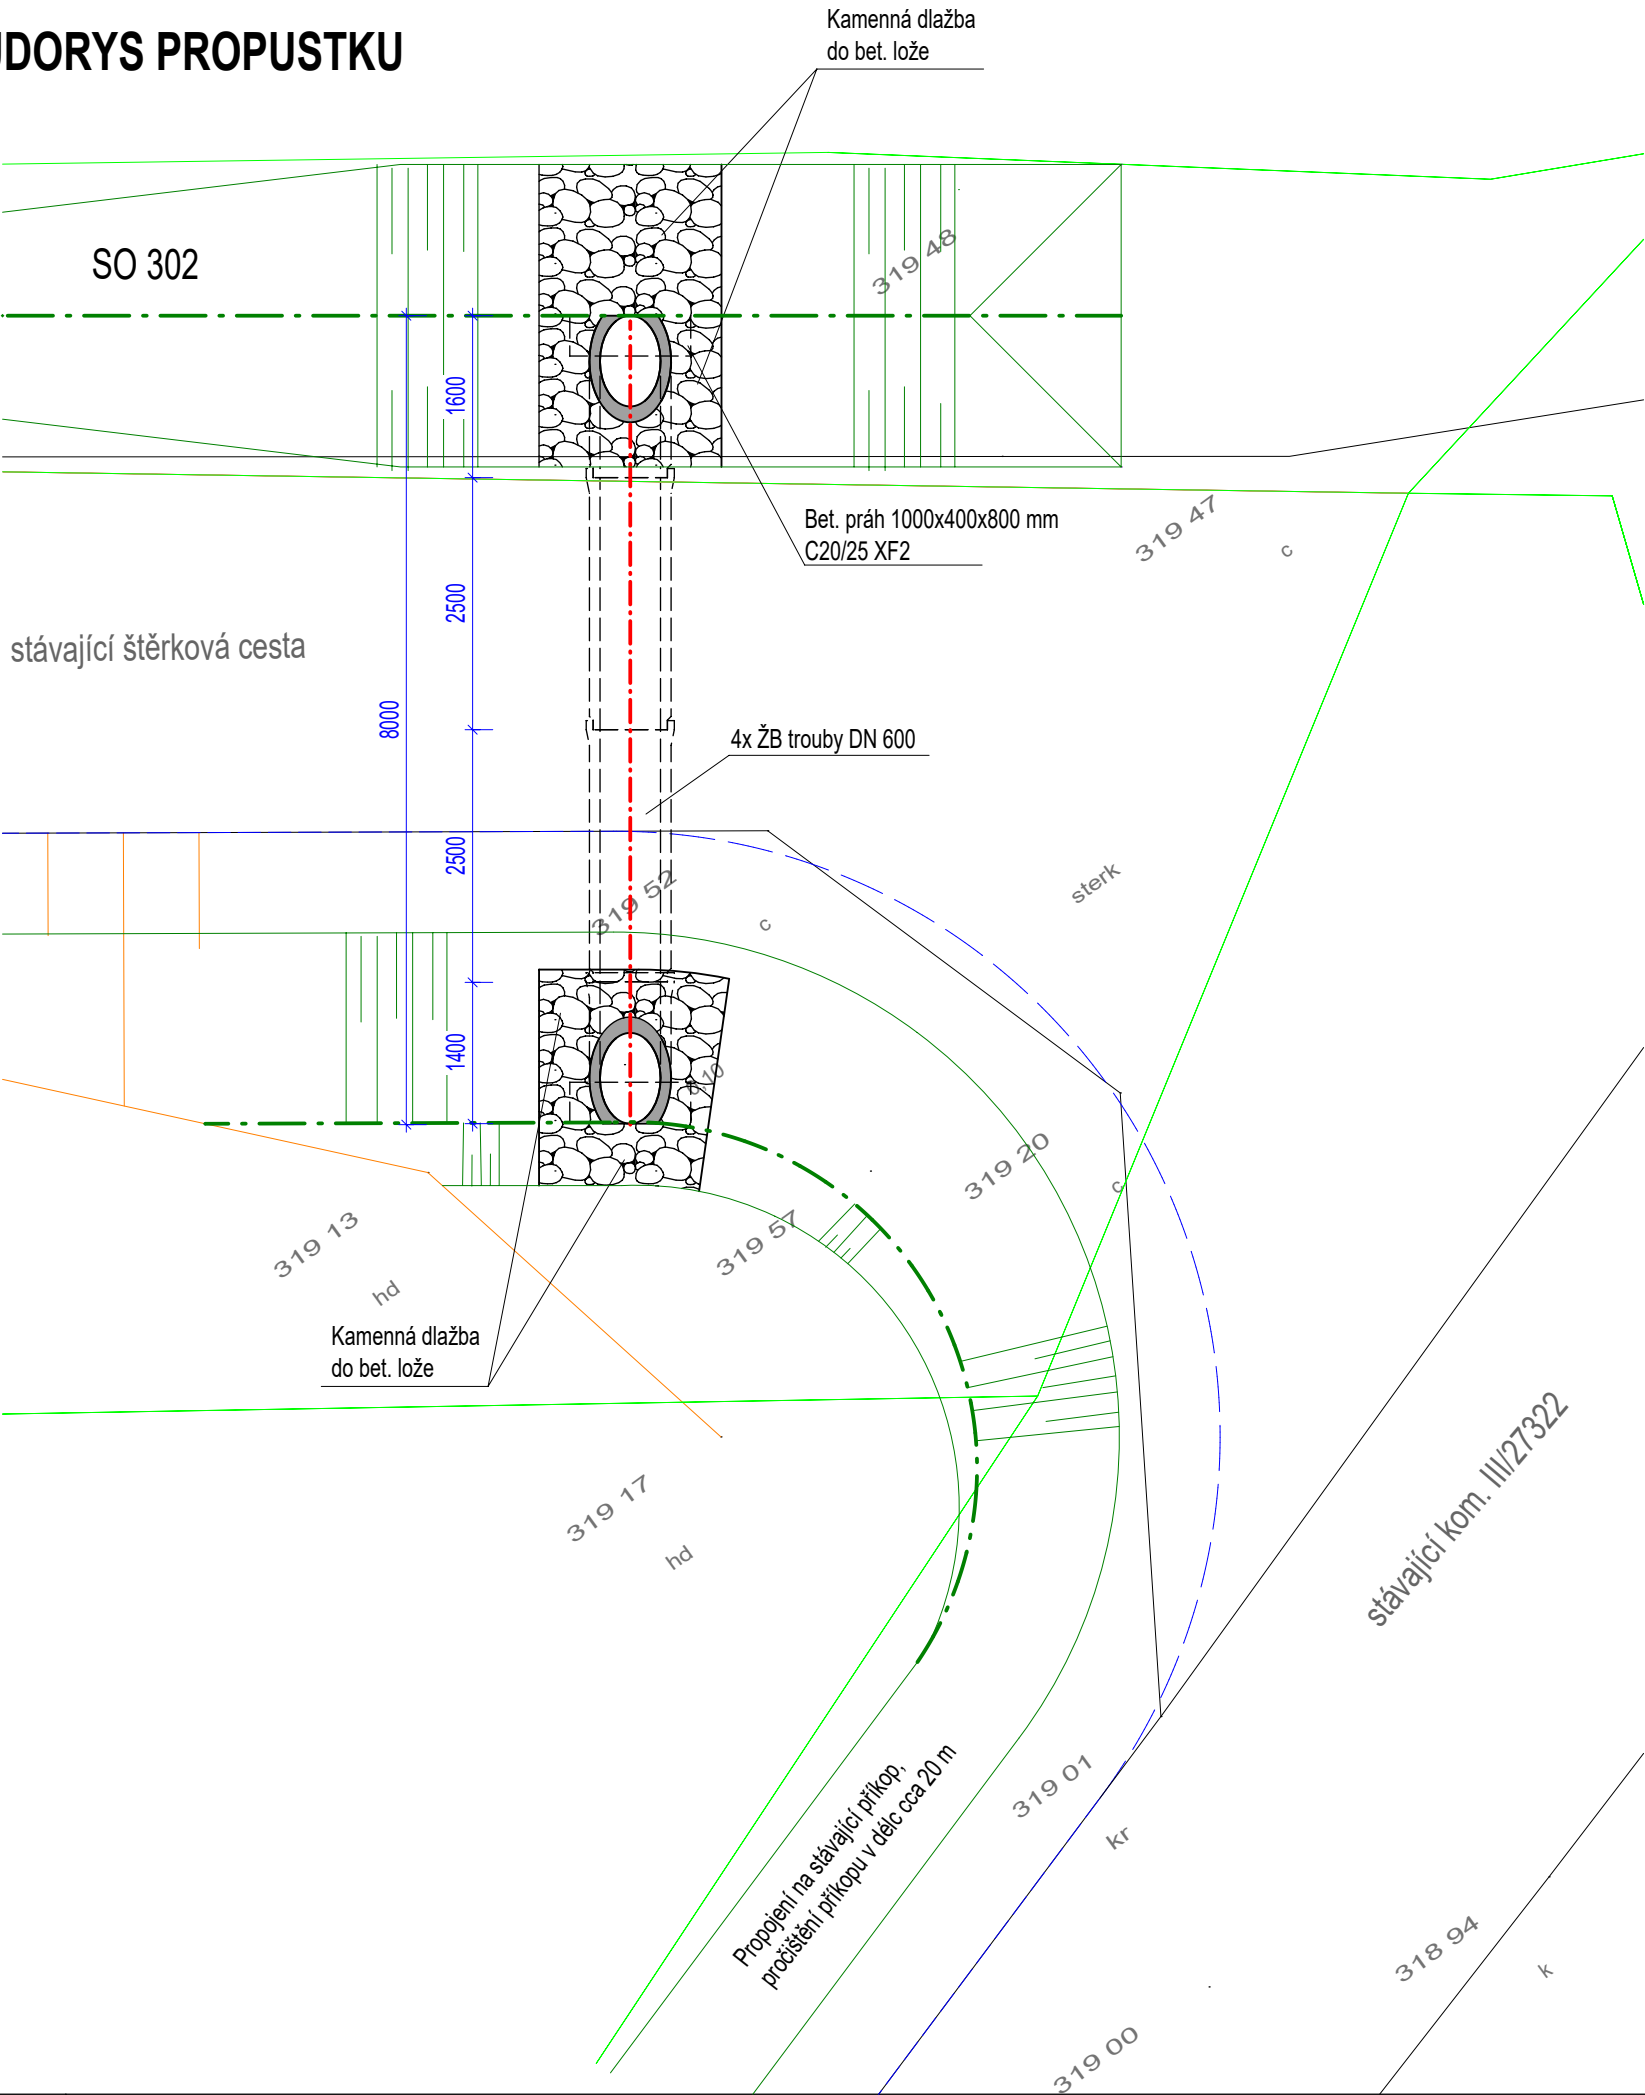 ŮDORYS PROPUSTKU
Kamenná dlažba
do bet. lože
SO 302
319 48
1600
Bet. práh 1000x400x800 mm
C20/25 XF2
319 47
c
2500
stávající štěrková cesta
8000
4x ŽB trouby DN 600
2500
319 52
c
sterk
1400
0,10
319 20
c
319 13
hd
319 57
Kamenná dlažba
do bet. lože
319 17
hd
stávající kom. III/27322
Propojení na stávající příkop,
pročištění příkopu v délc cca 20 m
319 01
kr
318 94
k
319 00